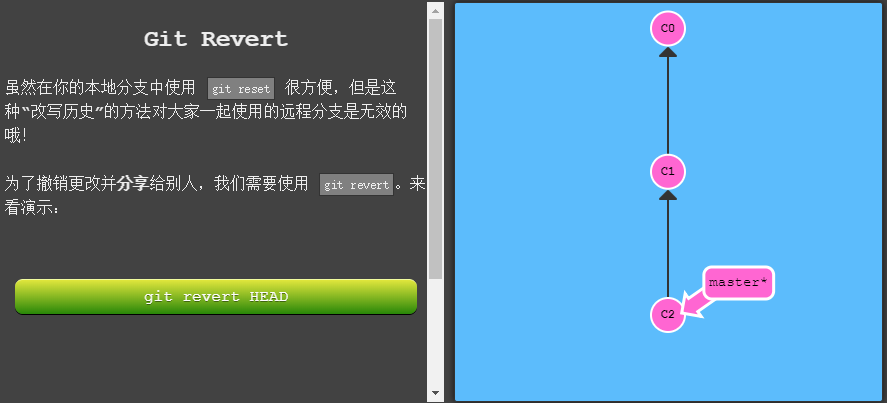 Git Revert
虽然在你的本地分支中使用 git reset 很方便，但是这
种“改写历史”的方法对大家一起使用的远程分支是无效的
哦！
为了撤销更改并分享给别人，我们需要使用 git revert。来
看演示：
git revert HEAD
C0
C1
master*
C2